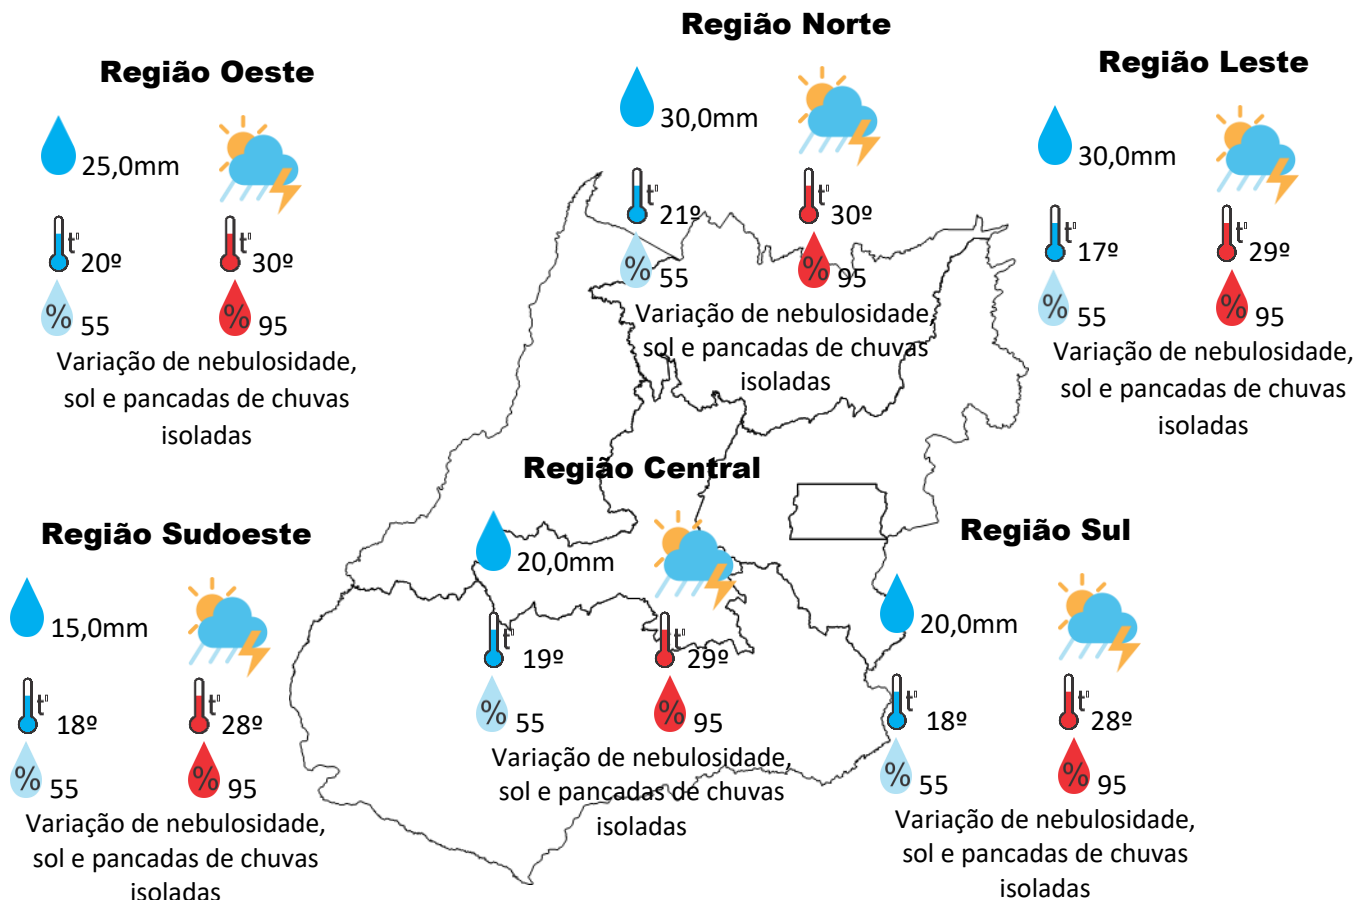 Região Norte
30,0mm
21º
30º
% 55
% 95
Variação de nebulosidade,
sol e pancadas de chuvas
isoladas
Região Oeste
25,0mm
t° 20º
t° 30º
% 55
% 95
Variação de nebulosidade,
sol e pancadas de chuvas
isoladas
Região Leste
30,0mm
t° 17º
t° 29º
% 55
% 95
Variação de nebulosidade,
sol e pancadas de chuvas
isoladas
Região Central
20,0mm
t° 19º
t° 29º
% 55
% 95
Variação de nebulosidade,
sol e pancadas de chuvas
isoladas
Região Sudoeste
15,0mm
t° 18º
t° 28º
% 55
% 95
Variação de nebulosidade,
sol e pancadas de chuvas
isoladas
Região Sul
20,0mm
t° 18º
t° 28º
% 55
% 95
Variação de nebulosidade,
sol e pancadas de chuvas
isoladas